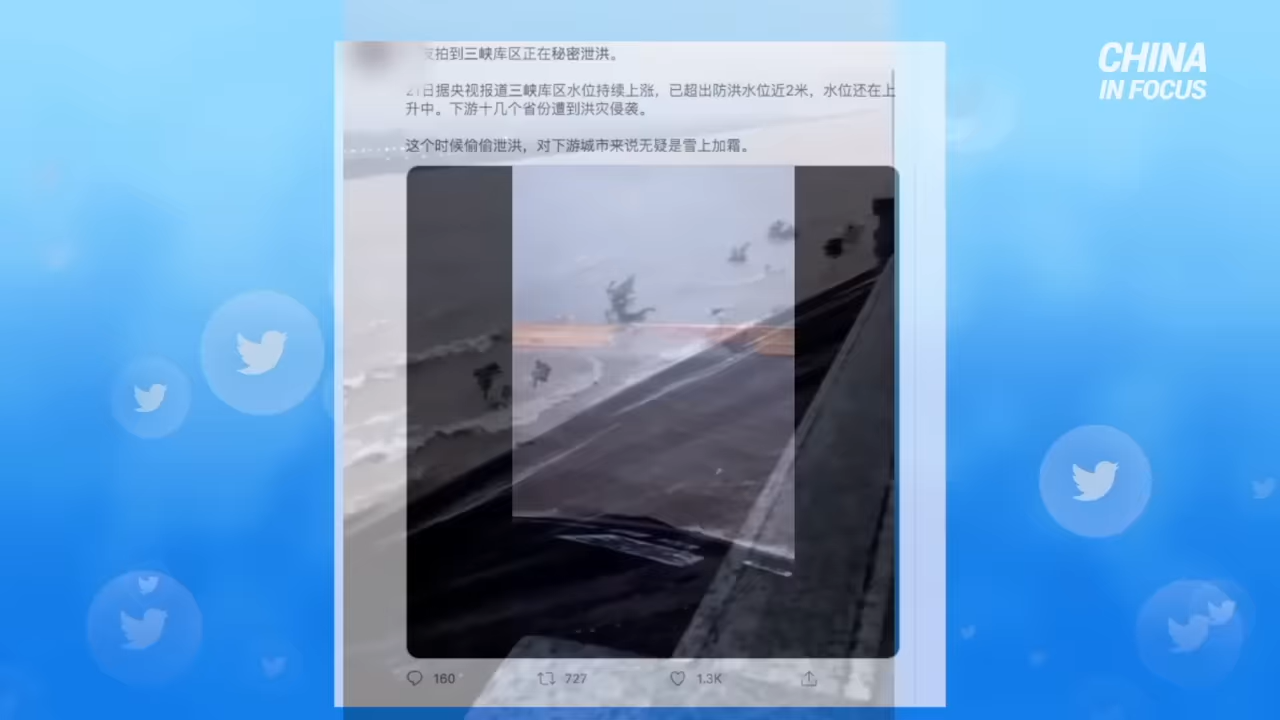 CHINA
IN FOCUS
友拍到三峡库区正在秘密泄洪。
21日据央视报道三峡库区水位持续上涨，已超出防洪水位近2米，水位还在上
升中。下游十几个省份遭到洪灾侵袭。
这个时候偷偷泄洪，对下游城市来说无疑是雪上加霜。
160 727 1.3K